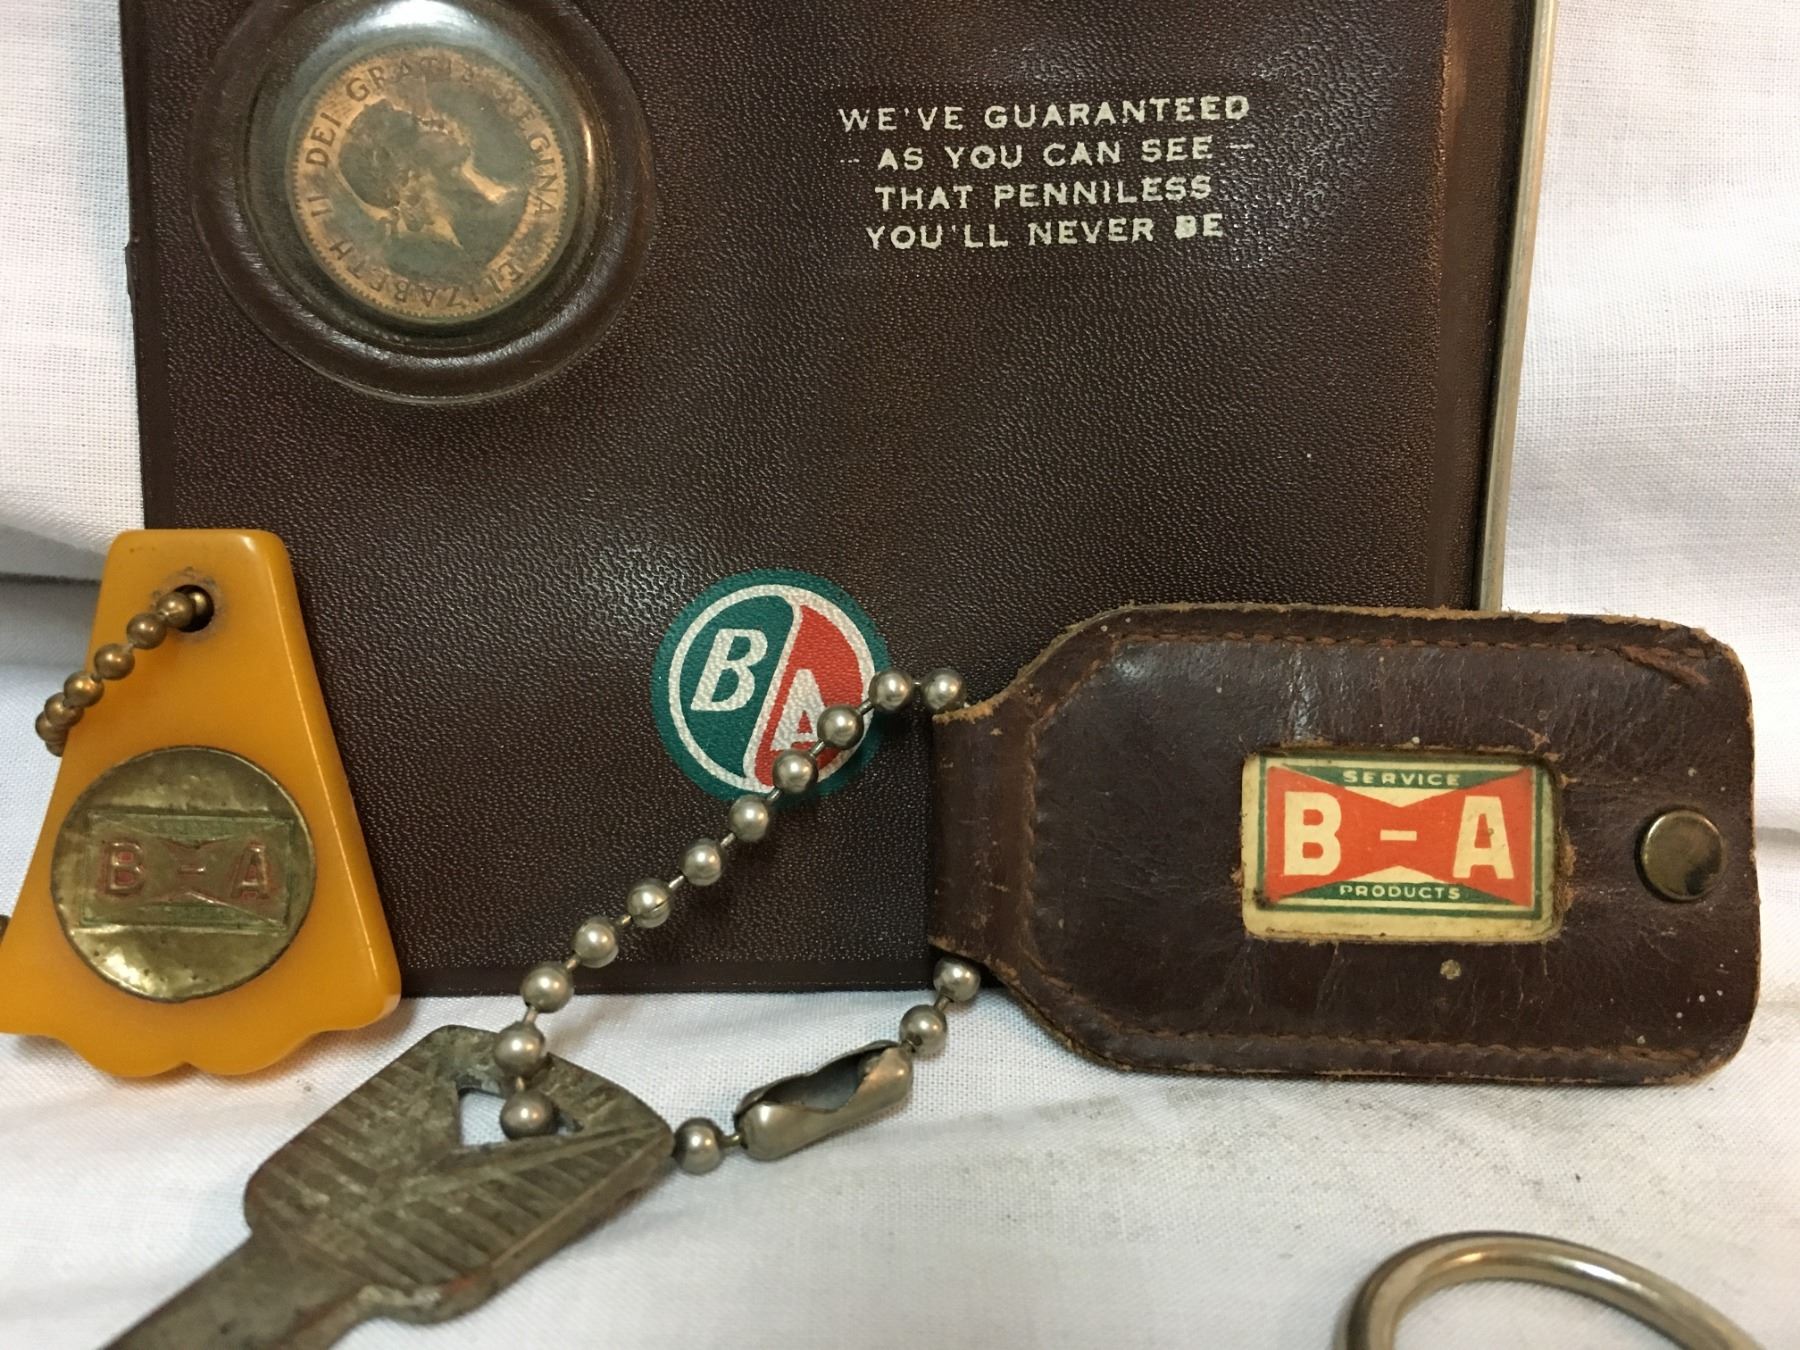 ELIZABETH II DEI GRATIA REGINA
WE'VE GUARANTEED
- AS YOU CAN SEE -
THAT PENNILESS
YOU'LL NEVER BE
BA
B-A
SERVICE
B-A
PRODUCTS